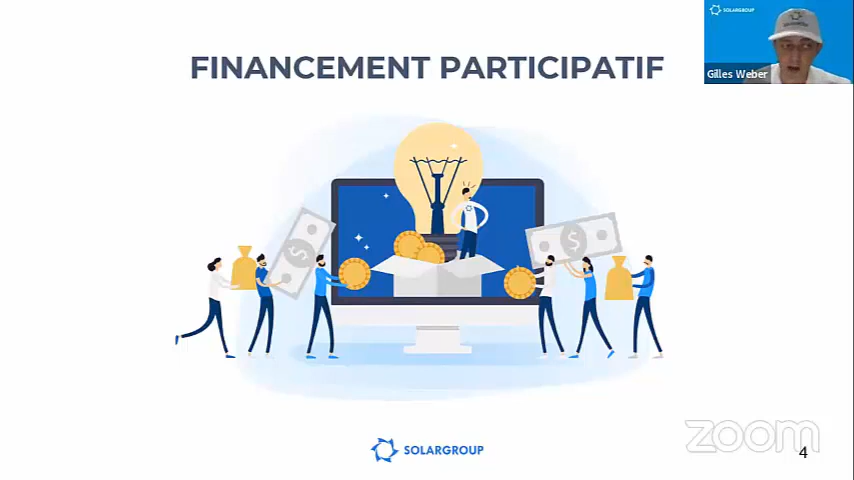 SOLARGROUP
FINANCEMENT PARTICIPATIF
Gilles Weber
SOLARGROUP
zoom
4